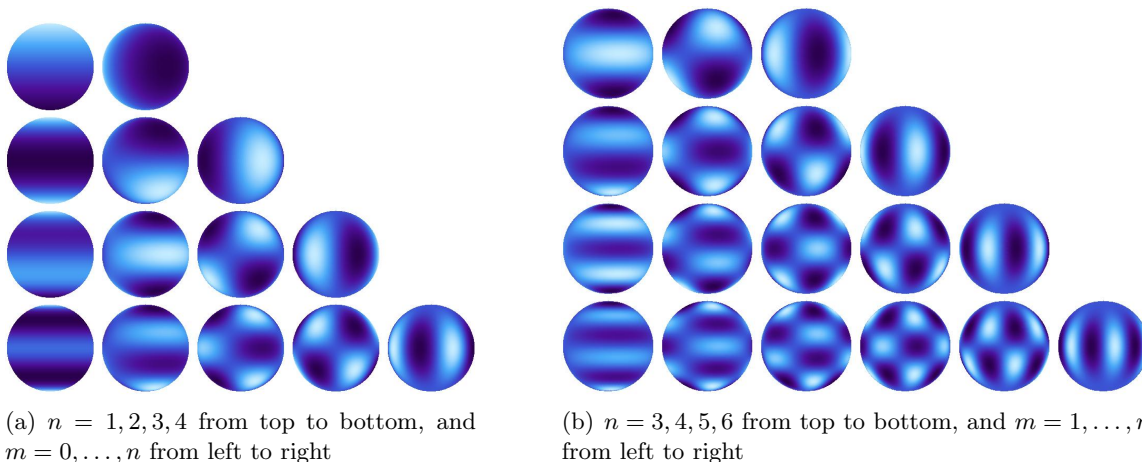 (a) n = 1, 2, 3, 4 from top to bottom, and
m = 0, . . . , n from left to right
(b) n = 3, 4, 5, 6 from top to bottom, and m = 1, . . . ,
from left to right